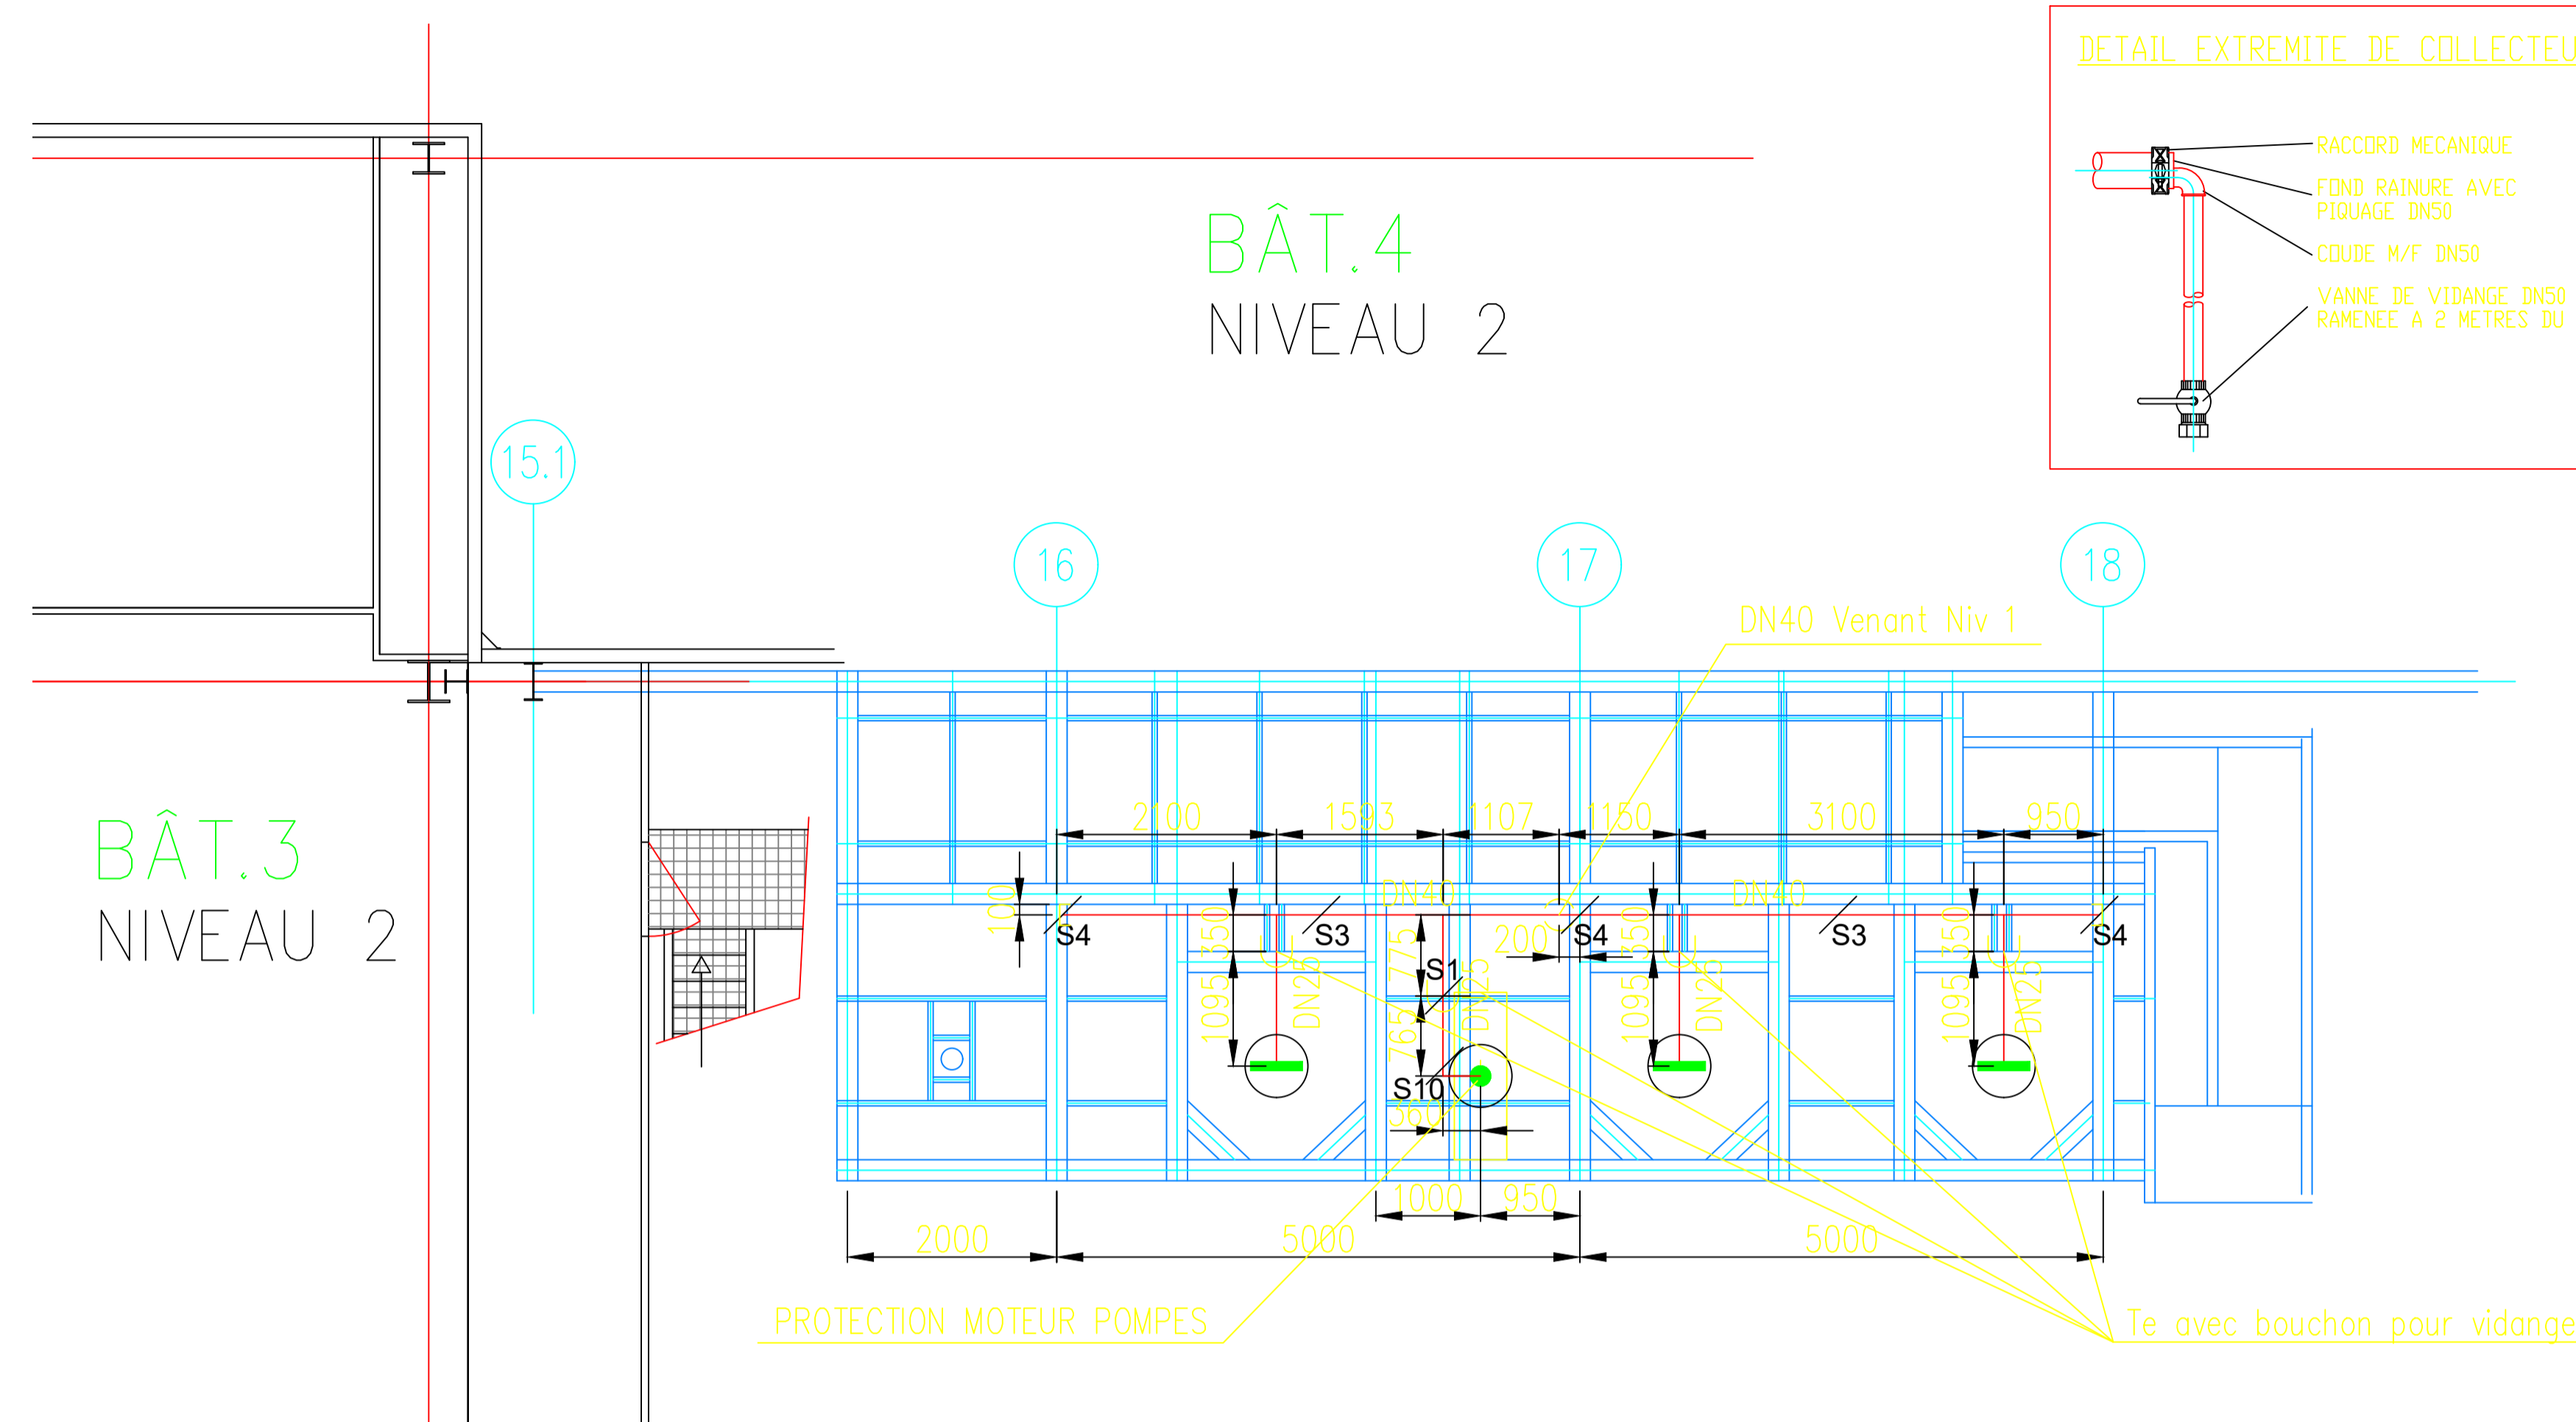 DETAIL EXTREMITE DE COLLECTEU
RACCORD MECANIQUE
FOND RAINURE AVEC
PIQUAGE DN50
COUDE M/F DN50
VANNE DE VIDANGE DN50
RAMENEE A 2 METRES DU
BÂT.4
NIVEAU 2
15.1
16
17
18
DN40 Venant Niv 1
BÂT.3
NIVEAU 2
2100
1593
1107
1150
3100
950
100
DN40
DN40
S4
S3
S4
S3
S4
350
775
200
350
350
S1
1095
DN25
765
DN25
1095
DN25
1095
DN25
S10
360
1000
950
2000
5000
5000
PROTECTION MOTEUR POMPES
Te avec bouchon pour vidange